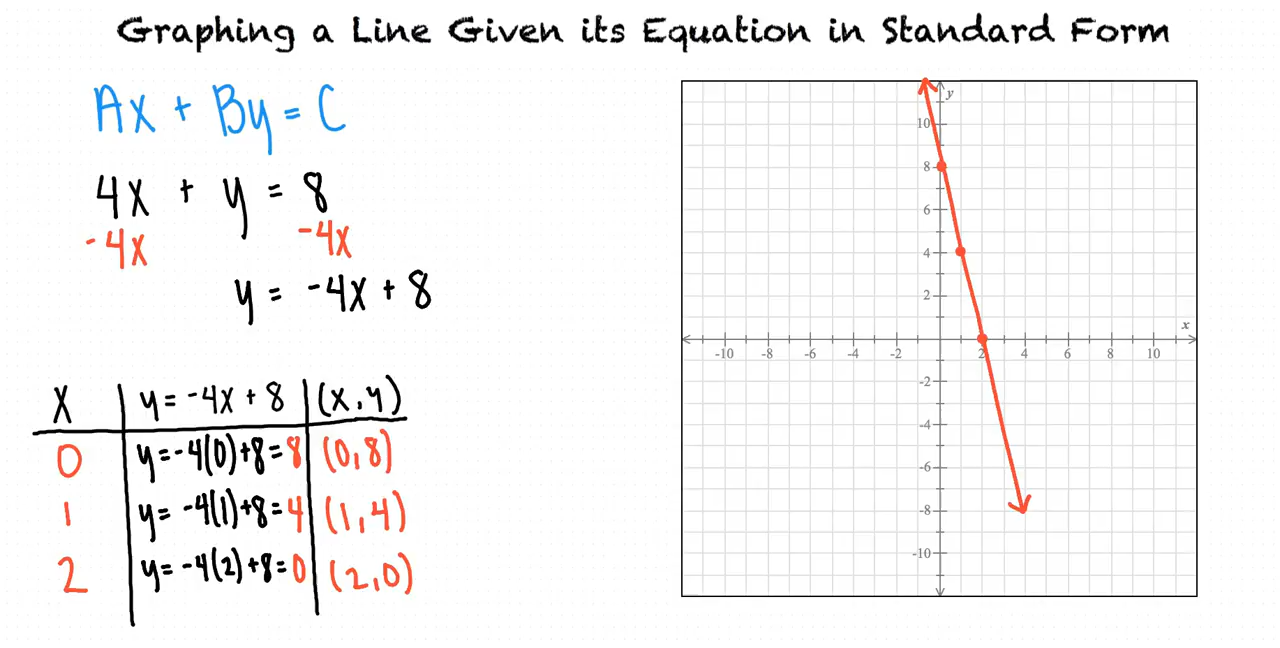 Graphing a Line Given its Equation in Standard Form
Ax + By = C
4x + y = 8
-4x -4x
y = -4x + 8
x y = -4x + 8 (x, y)
0 y = -4(0)+8 = 8 (0, 8)
1 y = -4(1)+8 = 4 (1, 4)
2 y = -4(2)+8 = 0 (2, 0)
y
10
8
6
4
2
x
-10 -8 -6 -4 -2 2 4 6 8 10
-2
-4
-6
-8
-10